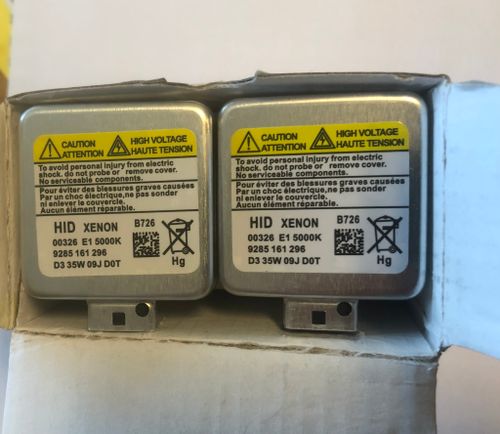 CAUTION HIGH VOLTAGE
ATTENTION HAUTE TENSION
To avoid personal injury from electric
shock. do not probe or remove cover.
No serviceable components.
Pour éviter des blessures graves causées
Par un choc électrique,ne pas sonder
ni enlever le couvercle.
Aucun élément réparable.
HID XENON B726
00326 E1 5000K
9285 161 296
D3 35W 09J D0T
Hg
CAUTION HIGH VOLTAGE
ATTENTION HAUTE TENSION
To avoid personal injury from electric
shock. do not probe or remove cover.
No serviceable components.
Pour éviter des blessures graves causées
Par un choc électrique,ne pas sonder
ni enlever le couvercle.
Aucun élément réparable.
HID XENON B726
00326 E1 5000K
9285 161 296
D3 35W 09J D0T
Hg